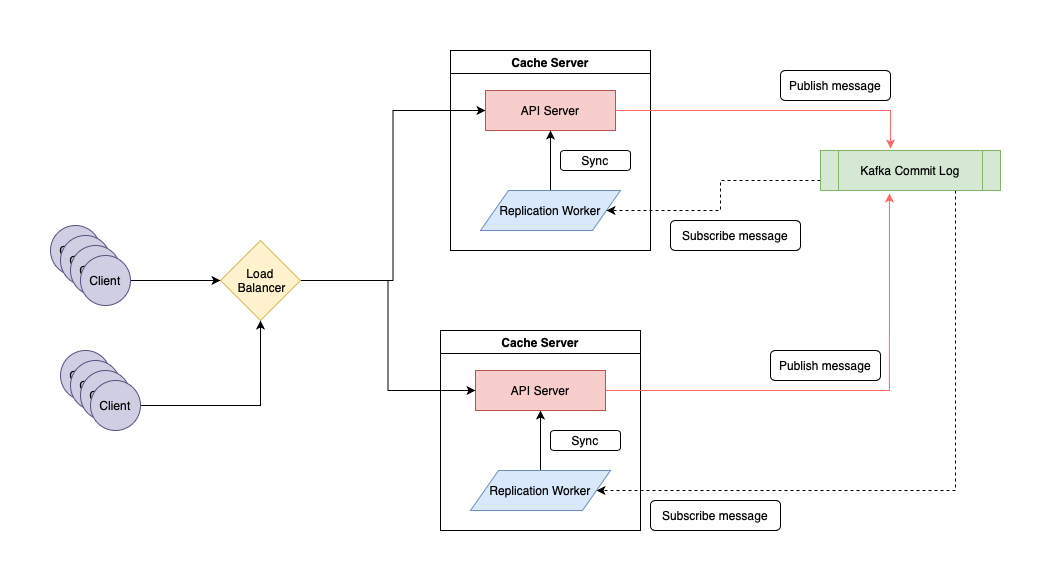 Cache Server
API Server
Publish message
Sync
Kafka Commit Log
Replication Worker
Subscribe message
Client
Load
Balancer
Cache Server
Publish message
API Server
Client
Sync
Replication Worker
Subscribe message